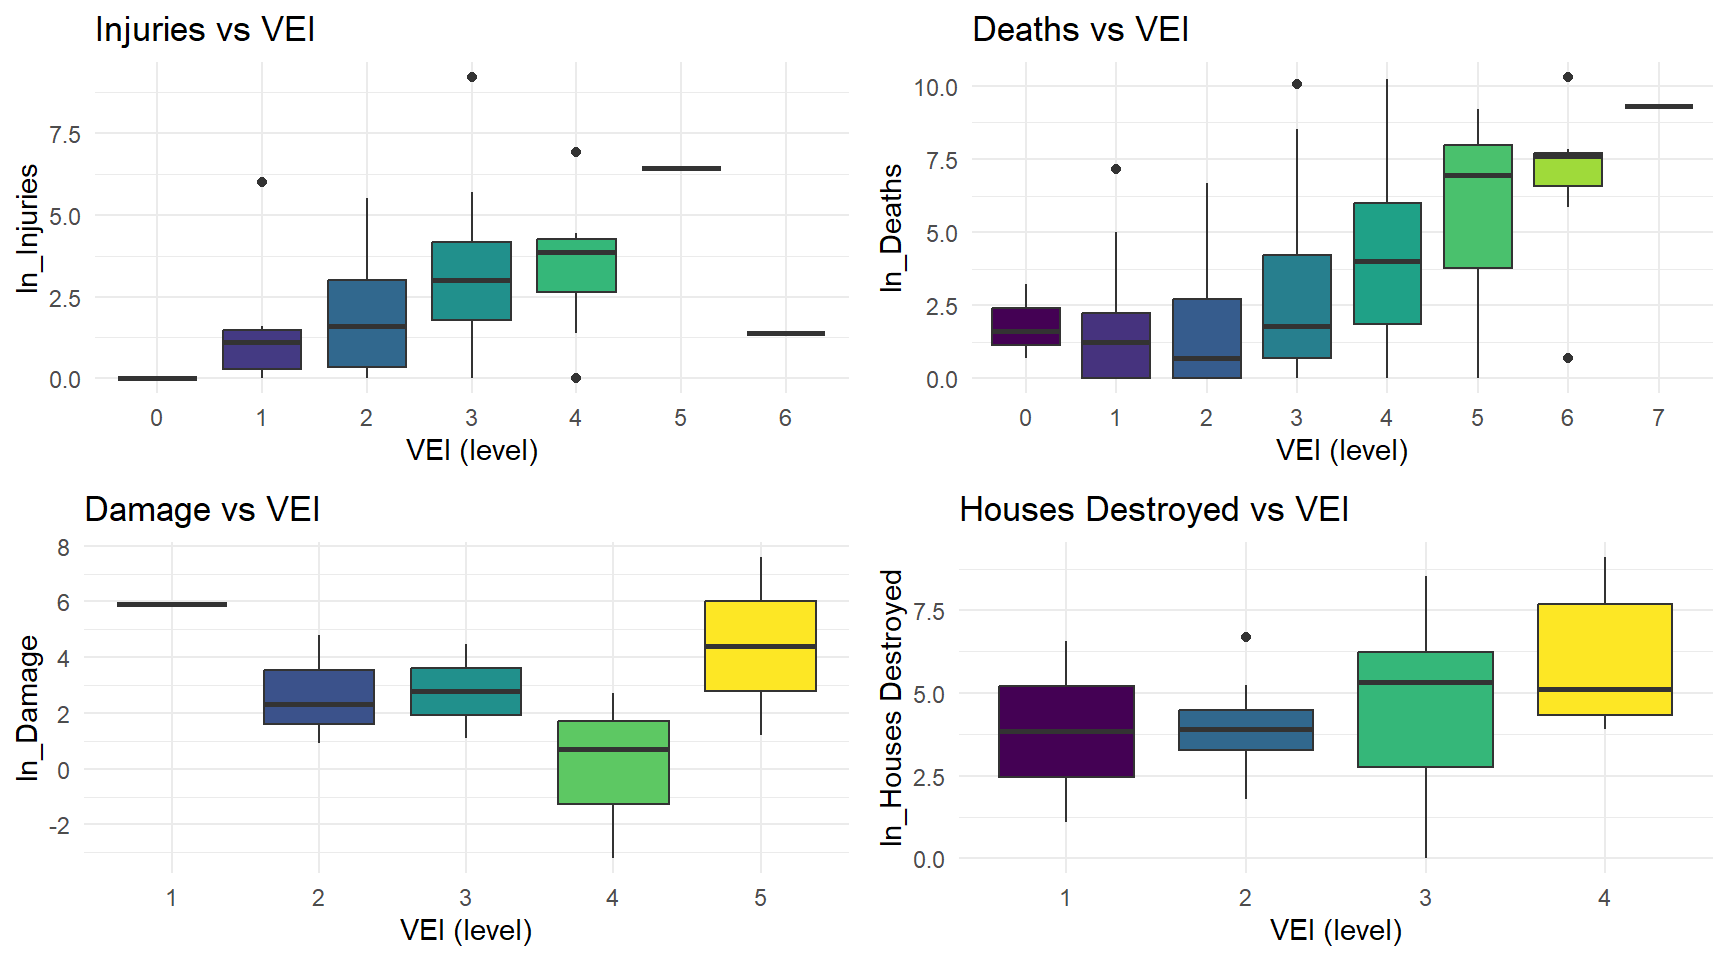 Injuries vs VEI
ln_Injuries
7.5
5.0
2.5
0.0
0 1 2 3 4 5 6
VEI (level)
Deaths vs VEI
ln_Deaths
10.0
7.5
5.0
2.5
0.0
0 1 2 3 4 5 6 7
VEI (level)
Damage vs VEI
ln_Damage
8
6
4
2
0
-2
1 2 3 4 5
VEI (level)
Houses Destroyed vs VEI
ln_Houses Destroyed
7.5
5.0
2.5
0.0
1 2 3 4
VEI (level)